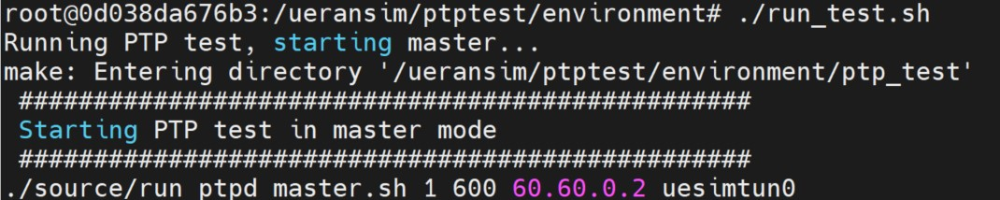 root@0d038da676b3:/ueransim/ptptest/environment# ./run_test.sh
Running PTP test, starting master...
make: Entering directory '/ueransim/ptptest/environment/ptp_test'
#################################################
Starting PTP test in master mode
#################################################
./source/run ptpd master.sh 1 600 60.60.0.2 uesimtun0